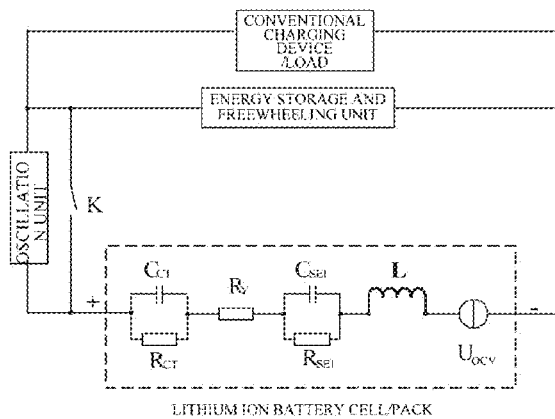 CONVENTIONAL
CHARGING
DEVICE
/LOAD
ENERGY STORAGE AND
FREEWHEELING UNIT
OSCILLATIO
N UNIT
K
+
-
CCT
RCT
CSEI
RSEI
L
UOCV
LITHIUM ION BATTERY CELL/PACK